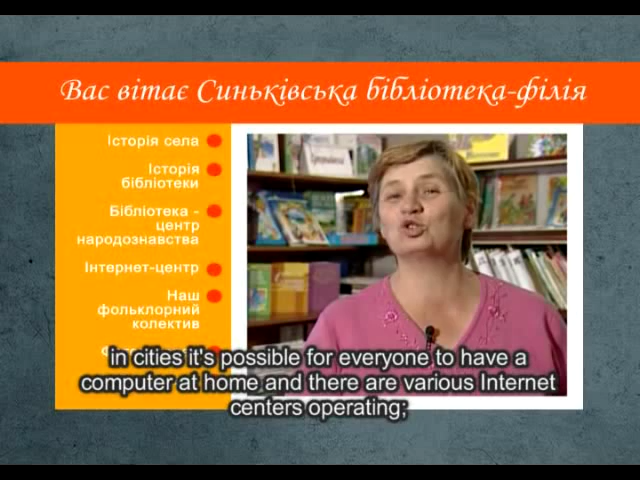 Вас вітає Синьківська бібліотека-філія
Історія села
Історія
бібліотеки
Бібліотека -
центр
народознавства
Інтернет-центр
Наш
фольклорний
колектив
in cities it's possible for everyone to have a
computer at home and there are various Internet
centers operating;